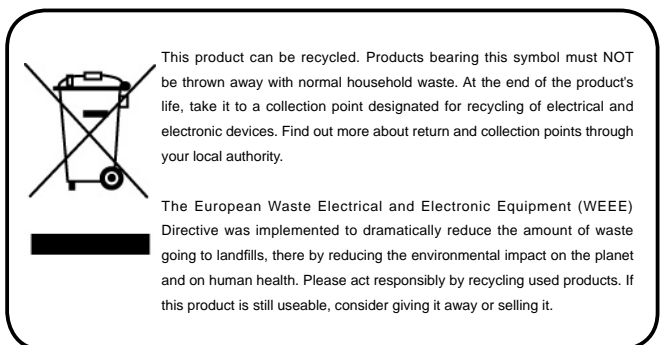 This product can be recycled. Products bearing this symbol must NOT
be thrown away with normal household waste. At the end of the product's
life, take it to a collection point designated for recycling of electrical and
electronic devices. Find out more about return and collection points through
your local authority.
The European Waste Electrical and Electronic Equipment (WEEE)
Directive was implemented to dramatically reduce the amount of waste
going to landfills, there by reducing the environmental impact on the planet
and on human health. Please act responsibly by recycling used products. If
this product is still useable, consider giving it away or selling it.